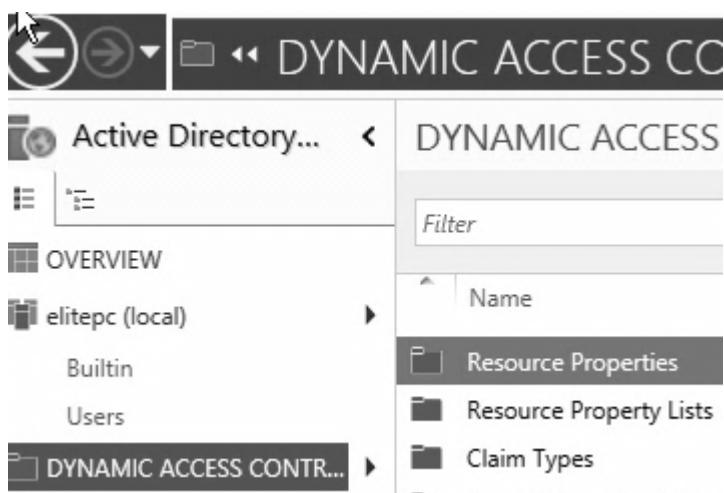 DYNAMIC ACCESS CO
Active Directory...
DYNAMIC ACCESS
Filter
OVERVIEW
Name
elitepc (local)
Builtin
Resource Properties
Users
Resource Property Lists
DYNAMIC ACCESS CONTR...
Claim Types